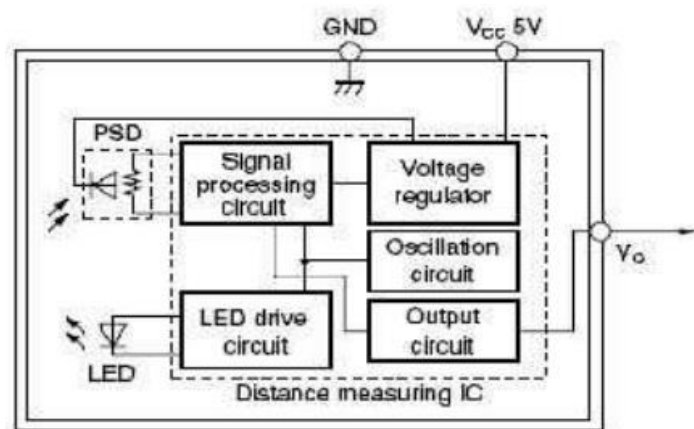 GND
VCC 5V
PSD
Signal
processing
circuit
Voltage
regulator
Oscillation
circuit
VO
LED drive
circuit
Output
circuit
LED
Distance measuring IC